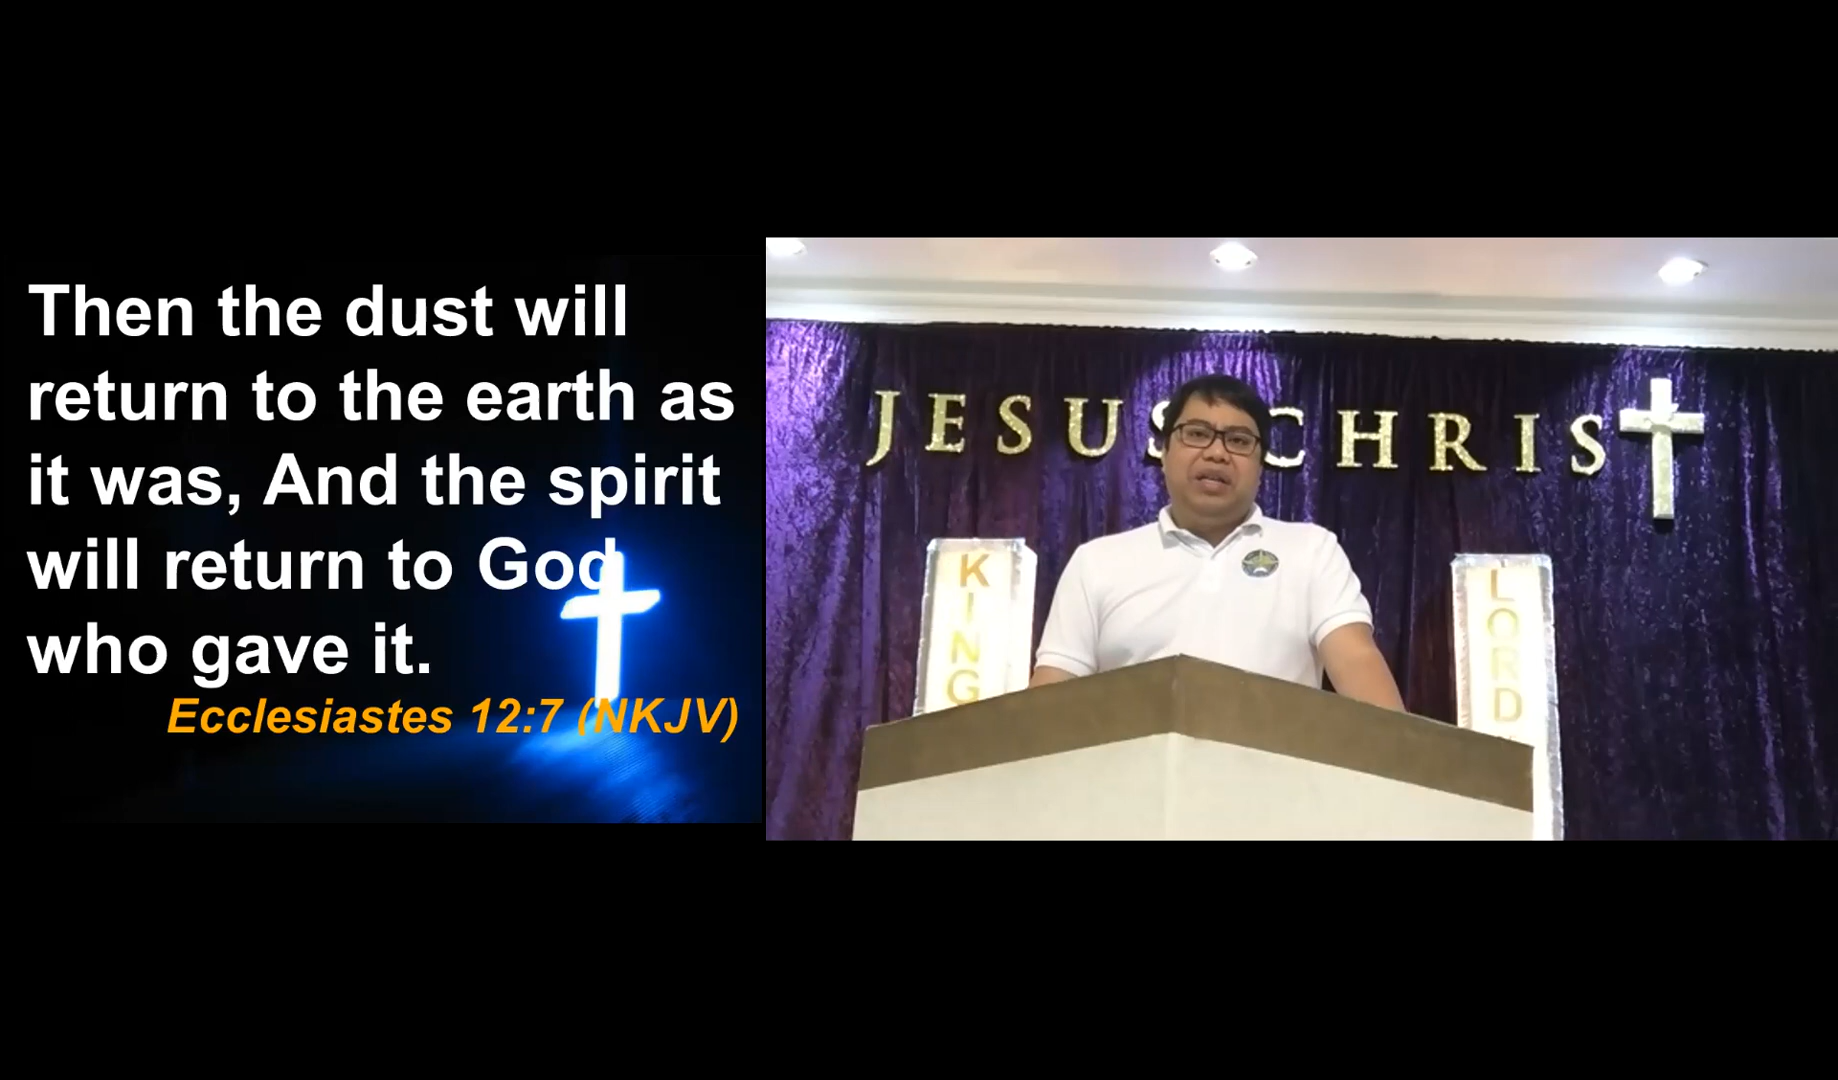 Then the dust will
return to the earth as
it was, And the spirit
will return to God
who gave it.
Ecclesiastes 12:7 (NKJV)
JESUS CHRIST
KING
LORD